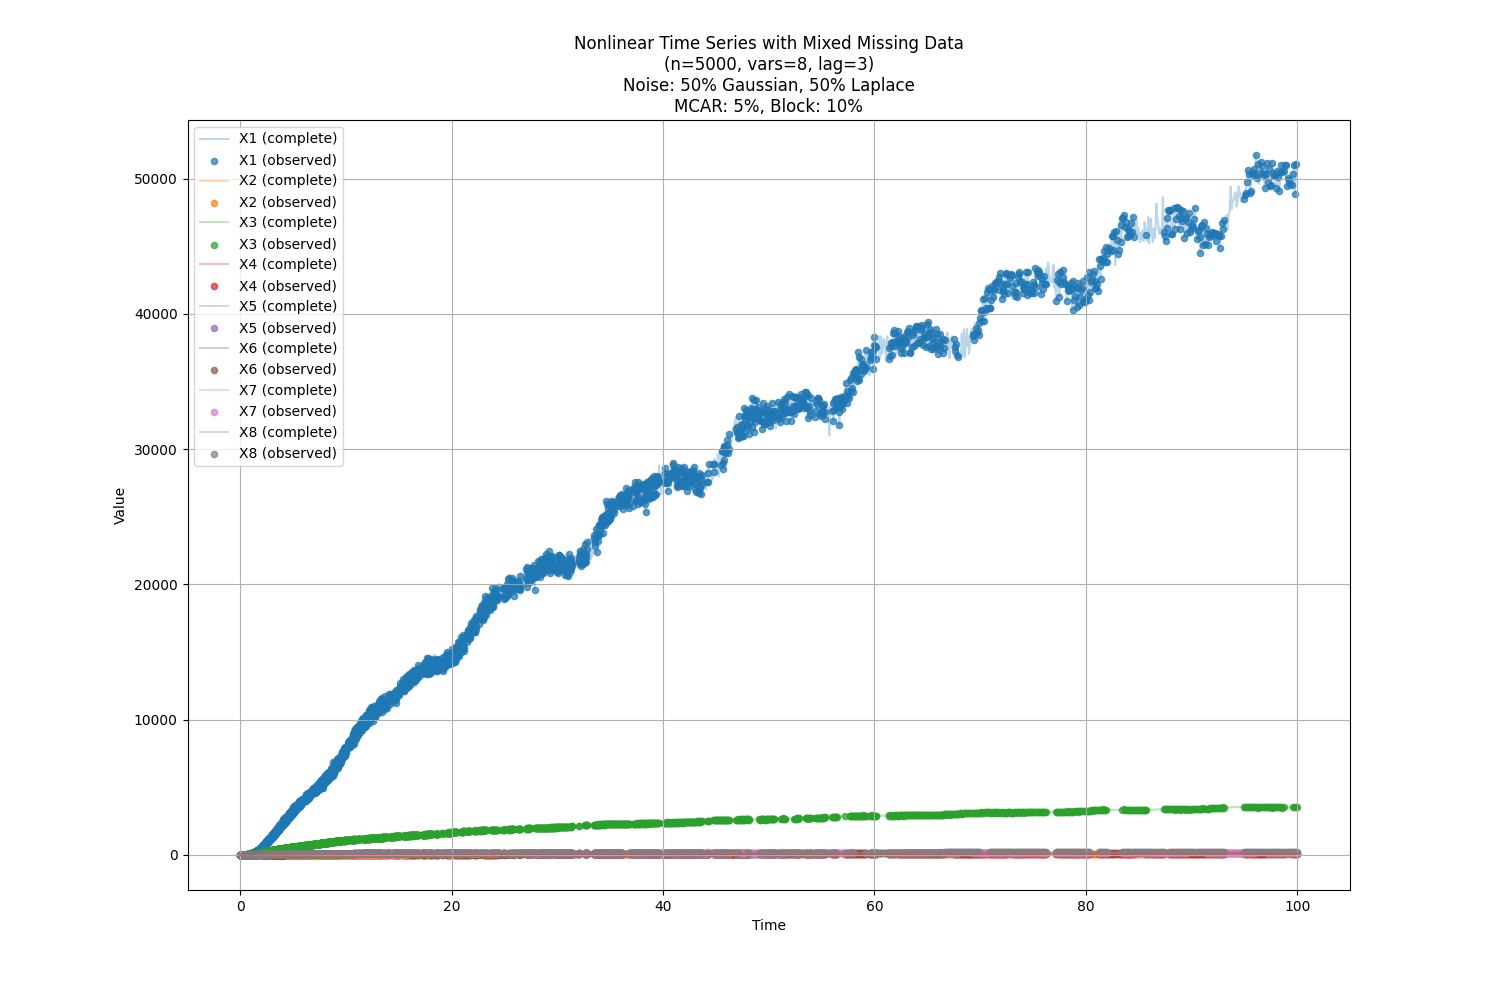 Nonlinear Time Series with Mixed Missing Data
(n=5000, vars=8, lag=3)
Noise: 50% Gaussian, 50% Laplace
MCAR: 5%, Block: 10%
X1 (complete)
X1 (observed)
X2 (complete)
X2 (observed)
X3 (complete)
X3 (observed)
X4 (complete)
X4 (observed)
X5 (complete)
X5 (observed)
X6 (complete)
X6 (observed)
X7 (complete)
X7 (observed)
X8 (complete)
X8 (observed)
50000
40000
30000
20000
10000
0
Value
0 20 40 60 80 100
Time